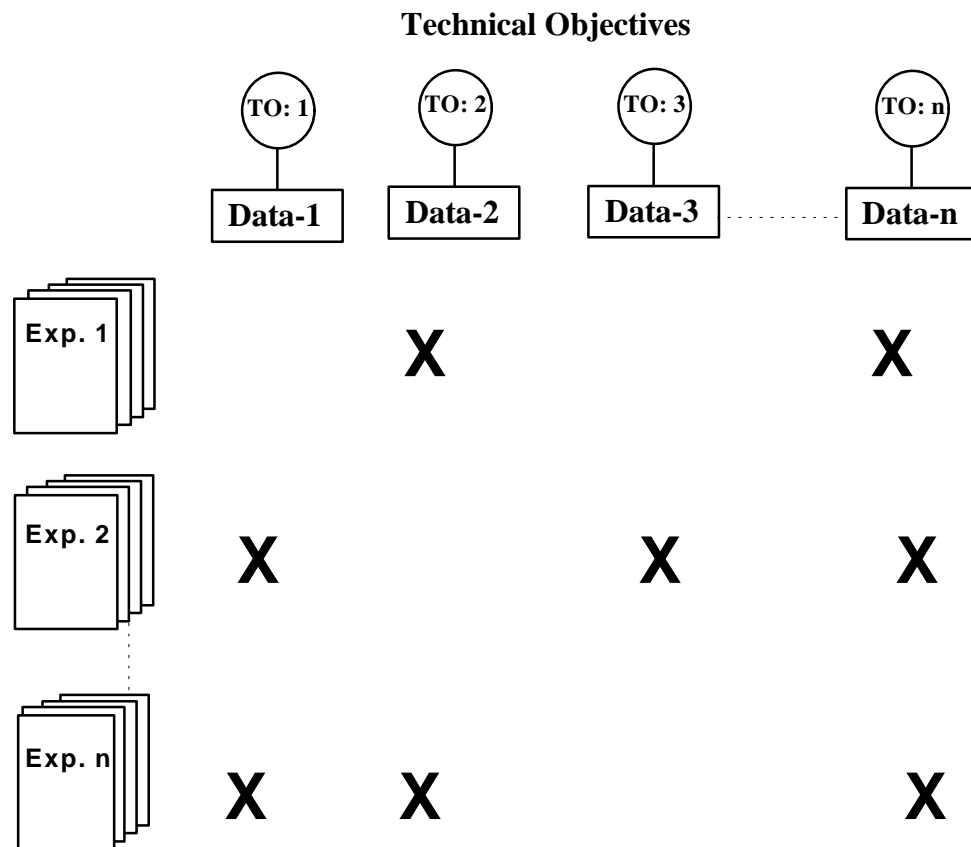 Technical Objectives
TO: 1 TO: 2 TO: 3 TO: n
Data-1 Data-2 Data-3 Data-n
Exp. 1 X X
Exp. 2 X X X
Exp. n X X X